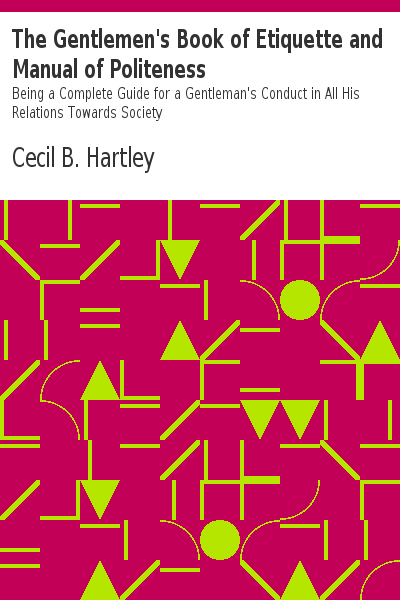 The Gentlemen's Book of Etiquette and
Manual of Politeness
Being a Complete Guide for a Gentleman's Conduct in All His
Relations Towards Society
Cecil B. Hartley